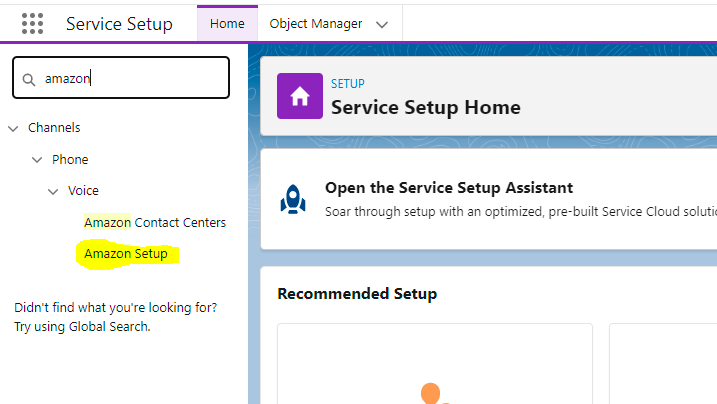 Service Setup
Home
Object Manager
amazon
Channels
Phone
Voice
Amazon Contact Centers
Amazon Setup
Didn't find what you're looking for?
Try using Global Search.
SETUP
Service Setup Home
Open the Service Setup Assistant
Soar through setup with an optimized, pre-built Service Cloud
Recommended Setup